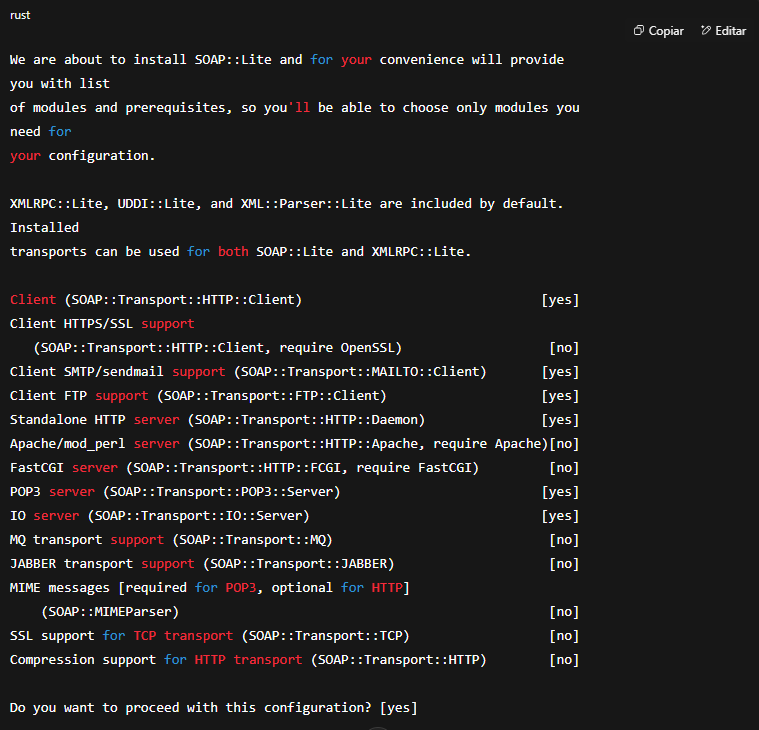 rust
Copiar Editar
We are about to install SOAP::Lite and for your convenience will provide
you with list
of modules and prerequisites, so you'll be able to choose only modules you
need for
your configuration.
XMLRPC::Lite, UDDI::Lite, and XML::Parser::Lite are included by default.
Installed
transports can be used for both SOAP::Lite and XMLRPC::Lite.
Client (SOAP::Transport::HTTP::Client) [yes]
Client HTTPS/SSL support
(SOAP::Transport::HTTP::Client, require OpenSSL) [no]
Client SMTP/sendmail support (SOAP::Transport::MAILTO::Client) [yes]
Client FTP support (SOAP::Transport::FTP::Client) [yes]
Standalone HTTP server (SOAP::Transport::HTTP::Daemon) [yes]
Apache/mod_perl server (SOAP::Transport::HTTP::Apache, require Apache)[no]
FastCGI server (SOAP::Transport::HTTP::FCGI, require FastCGI) [no]
POP3 server (SOAP::Transport::POP3::Server) [yes]
IO server (SOAP::Transport::IO::Server) [yes]
MQ transport support (SOAP::Transport::MQ) [no]
JABBER transport support (SOAP::Transport::JABBER) [no]
MIME messages [required for POP3, optional for HTTP]
(SOAP::MIMEParser) [no]
SSL support for TCP transport (SOAP::Transport::TCP) [no]
Compression support for HTTP transport (SOAP::Transport::HTTP) [no]
Do you want to proceed with this configuration? [yes]